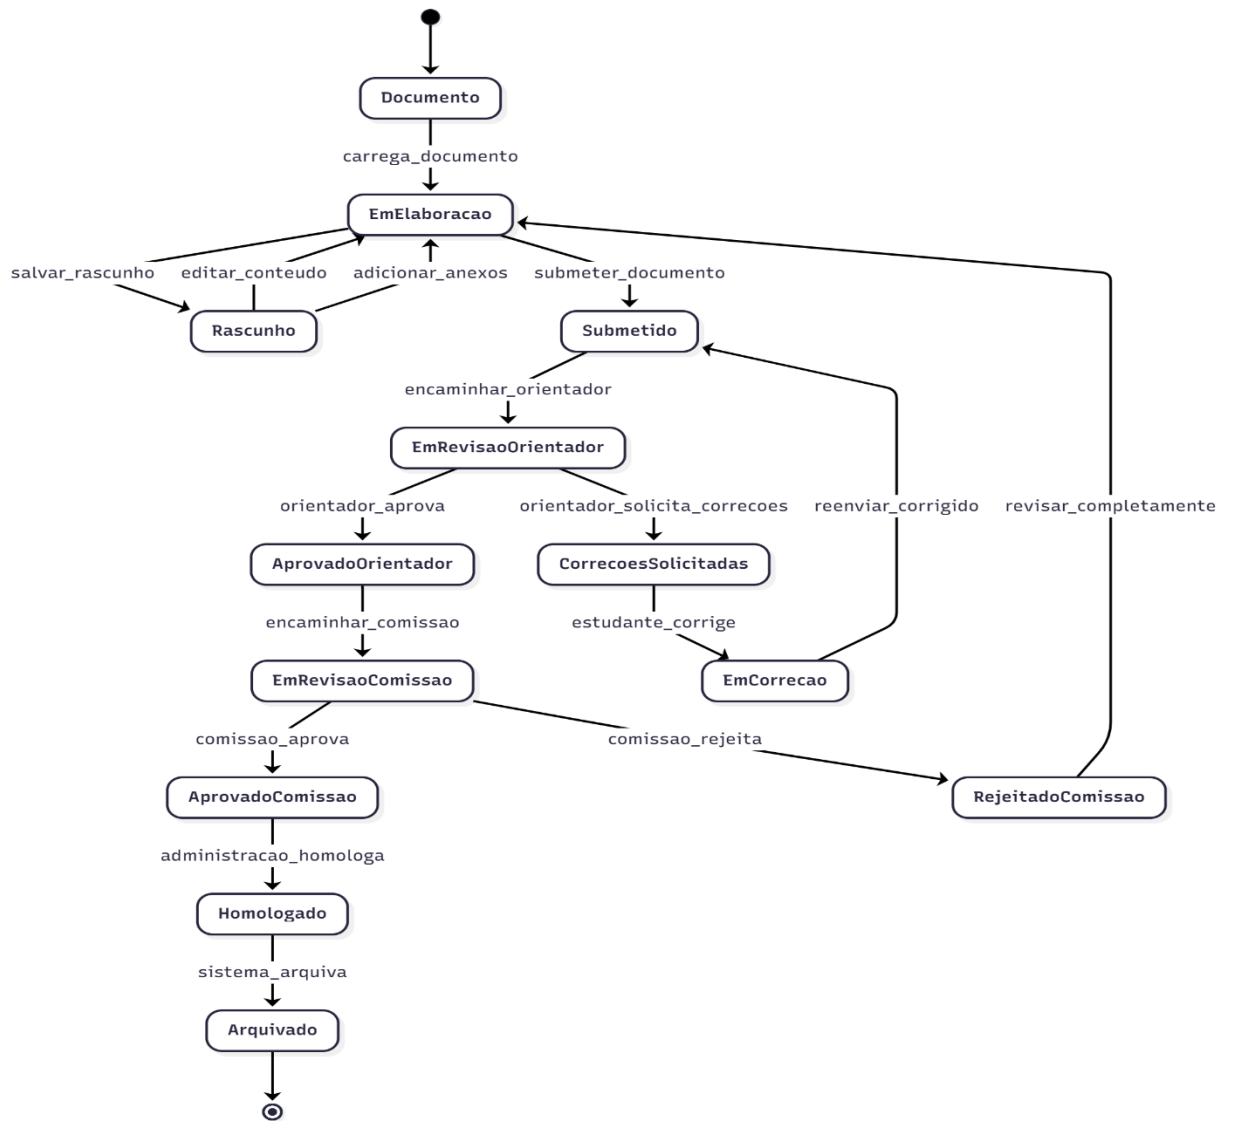 Documento
carrega_documento
EmElaboracao
salvar_rascunho editar_conteudo adicionar_anexos submeter_documento
Rascunho Submetido
encaminhar_orientador
EmRevisaoOrientador
orientador_aprova orientador_solicita_correcoes reenviar_corrigido revisar_completamente
AprovadoOrientador CorrecoesSolicitadas
encaminhar_comissao estudante_corrige
EmRevisaoComissao EmCorrecao
comissao_aprova comissao_rejeita
AprovadoComissao RejeitadoComissao
administracao_homologa
Homologado
sistema_arquiva
Arquivado